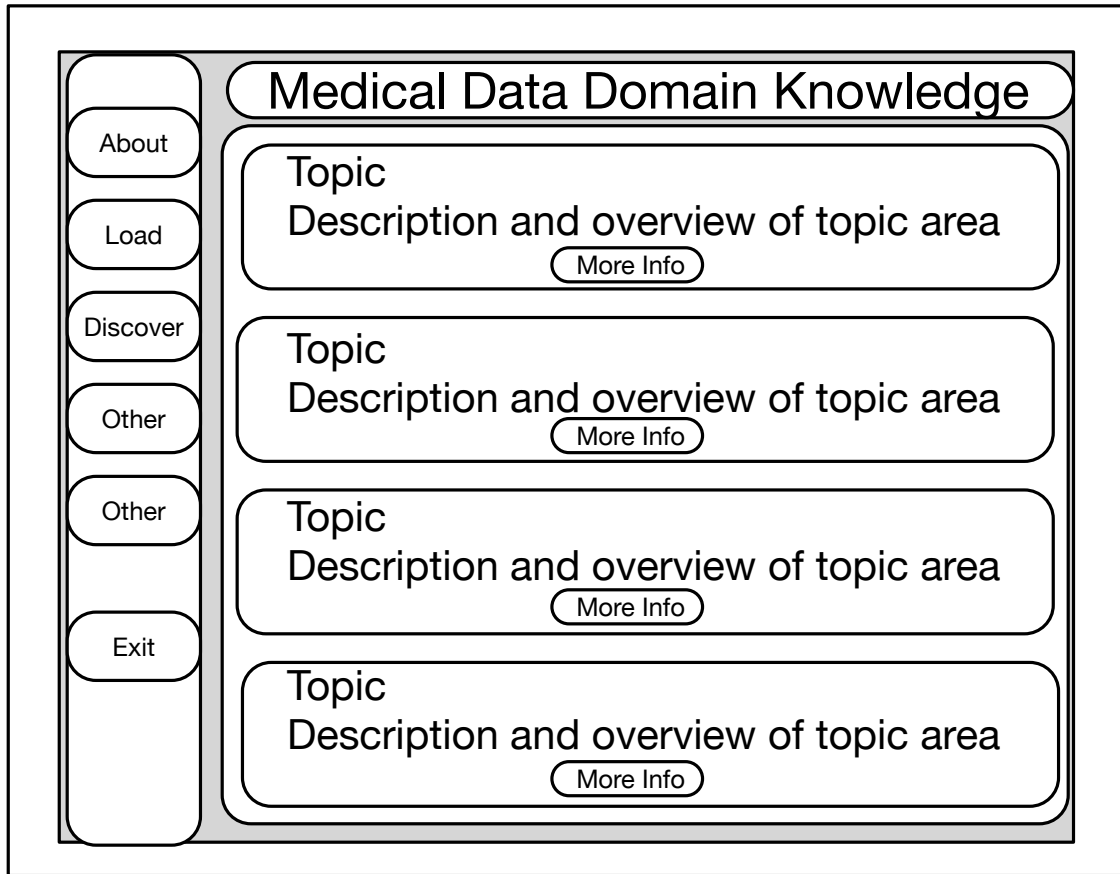 About
Load
Discover
Other
Other
Exit
Medical Data Domain Knowledge
Topic
Description and overview of topic area
More Info
Topic
Description and overview of topic area
More Info
Topic
Description and overview of topic area
More Info
Topic
Description and overview of topic area
More Info